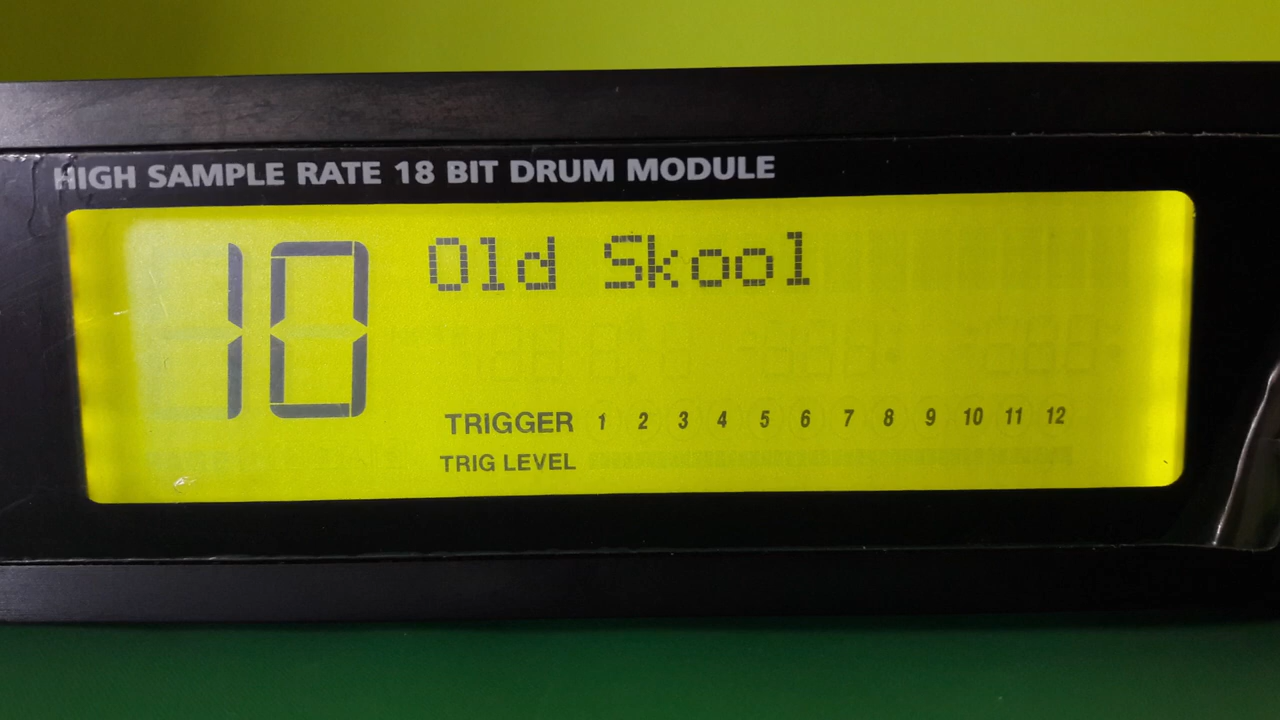 HIGH SAMPLE RATE 18 BIT DRUM MODULE
10 Old Skool
TRIGGER 1 2 3 4 5 6 7 8 9 10 11 12
TRIG LEVEL